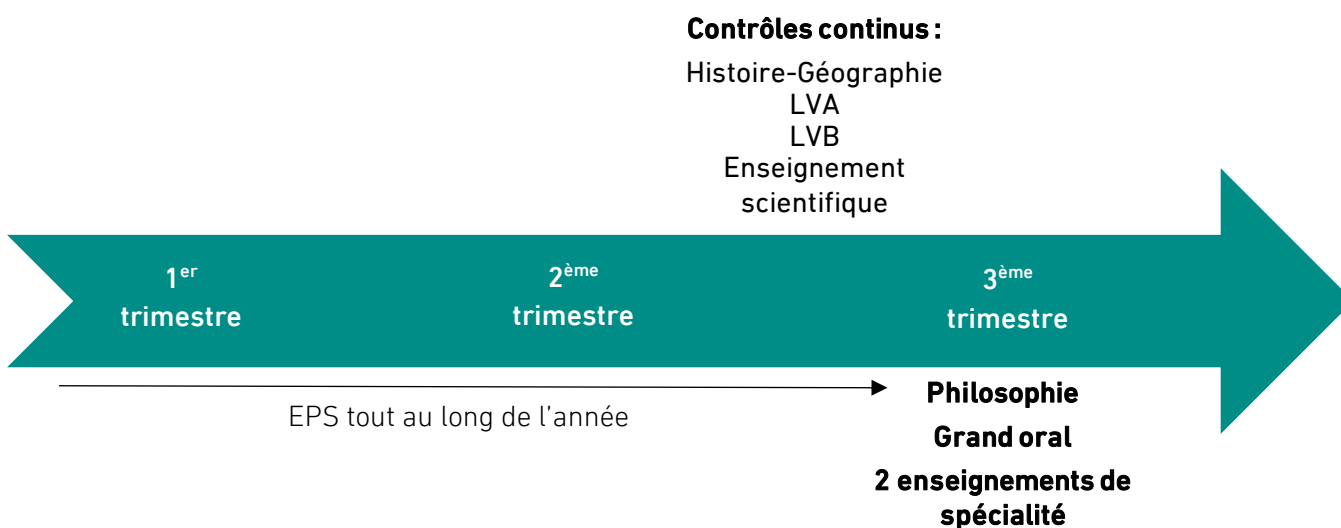 Contrôles continus :
Histoire-Géographie
LVA
LVB
Enseignement
scientifique
1er
trimestre
2ème
trimestre
3ème
trimestre
EPS tout au long de l’année
Philosophie
Grand oral
2 enseignements de
spécialité